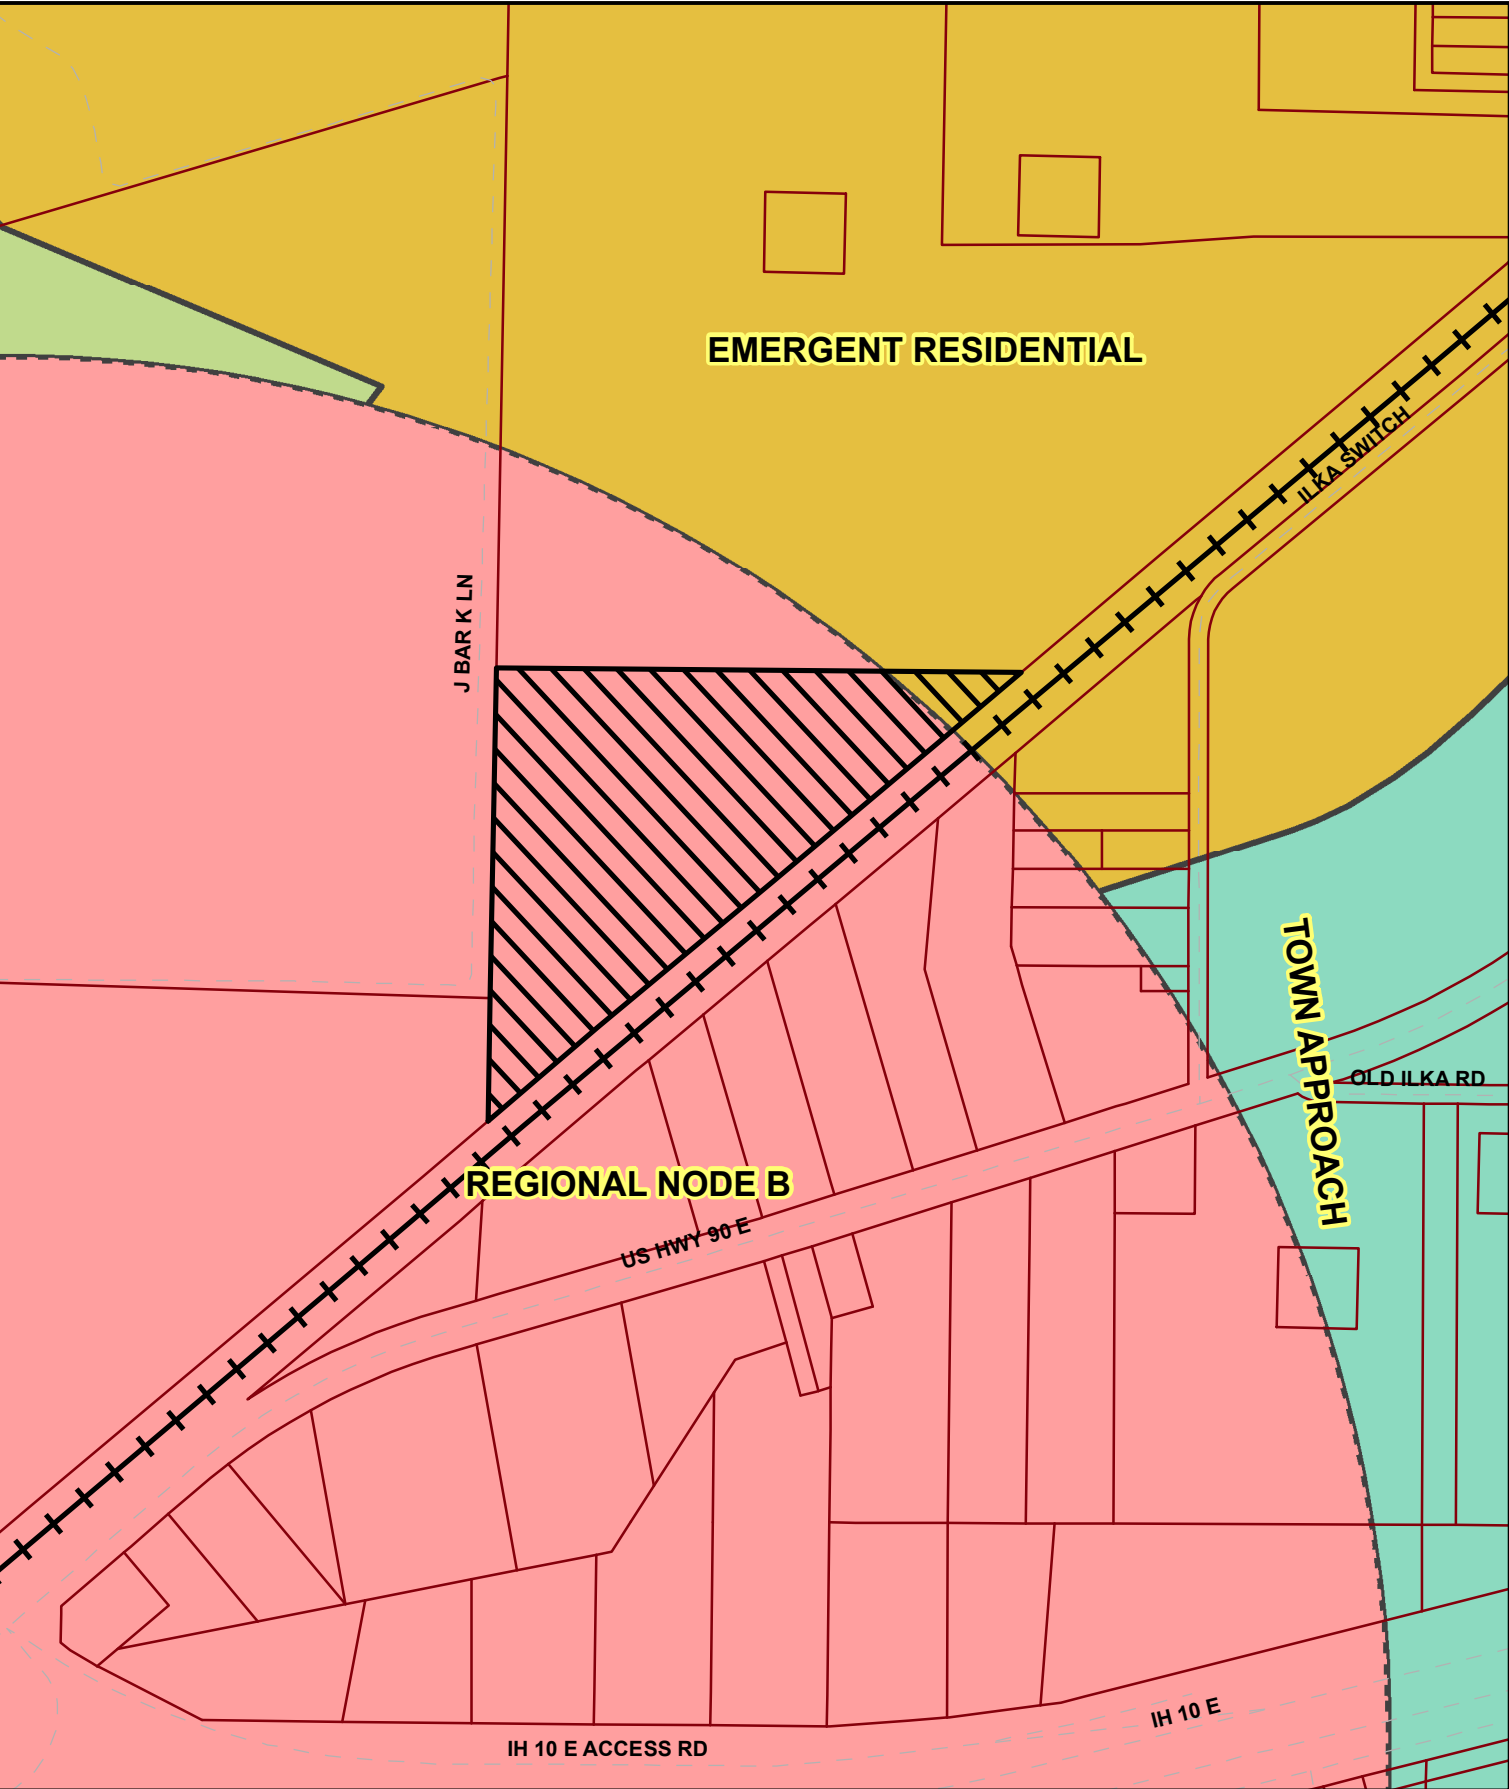 EMERGENT RESIDENTIAL
ILKA SWITCH
J BAR K LN
TOWN APPROACH
OLD ILKA RD
REGIONAL NODE B
US HWY 90 E
IH 10 E
IH 10 E ACCESS RD